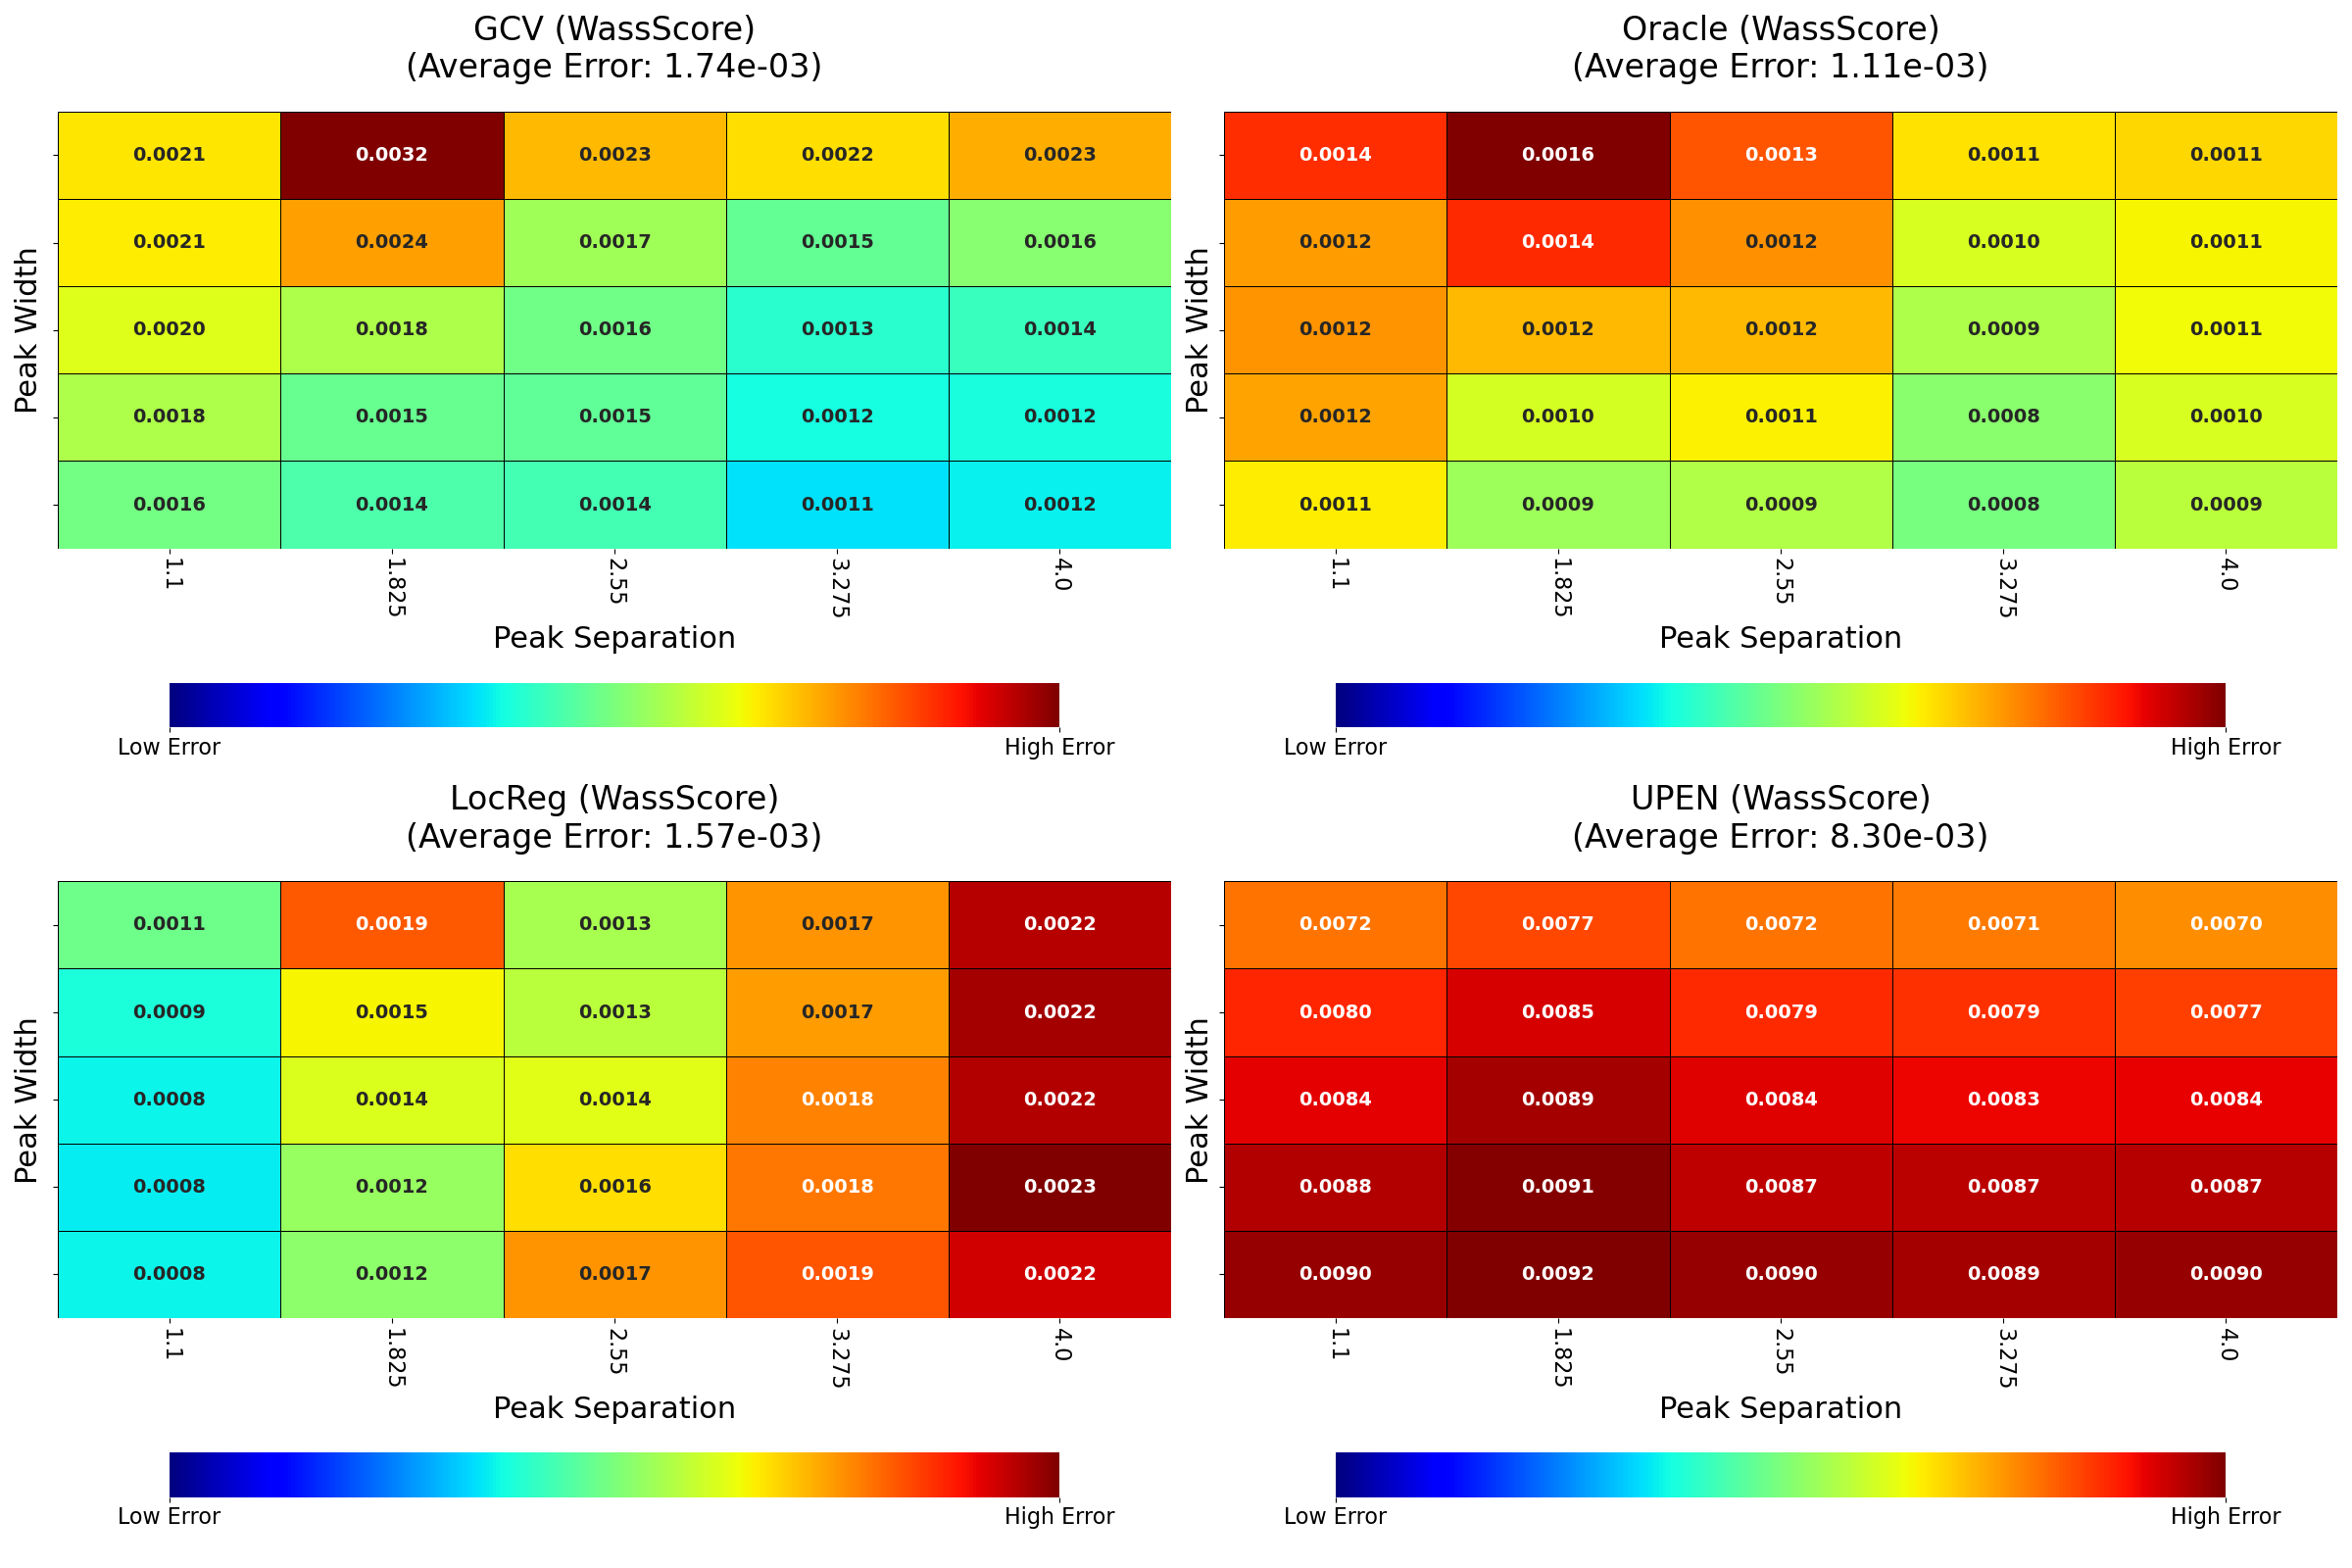 GCV (WassScore)
(Average Error: 1.74e-03)
Peak Width
0.0021 0.0032 0.0023 0.0022 0.0023
0.0021 0.0024 0.0017 0.0015 0.0016
0.0020 0.0018 0.0016 0.0013 0.0014
0.0018 0.0015 0.0015 0.0012 0.0012
0.0016 0.0014 0.0014 0.0011 0.0012
1.1 1.825 2.55 3.275 4.0
Peak Separation
Low Error High Error
Oracle (WassScore)
(Average Error: 1.11e-03)
Peak Width
0.0014 0.0016 0.0013 0.0011 0.0011
0.0012 0.0014 0.0012 0.0010 0.0011
0.0012 0.0012 0.0012 0.0009 0.0011
0.0012 0.0010 0.0011 0.0008 0.0010
0.0011 0.0009 0.0009 0.0008 0.0009
1.1 1.825 2.55 3.275 4.0
Peak Separation
Low Error High Error
LocReg (WassScore)
(Average Error: 1.57e-03)
Peak Width
0.0011 0.0019 0.0013 0.0017 0.0022
0.0009 0.0015 0.0013 0.0017 0.0022
0.0008 0.0014 0.0014 0.0018 0.0022
0.0008 0.0012 0.0016 0.0018 0.0023
0.0008 0.0012 0.0017 0.0019 0.0022
1.1 1.825 2.55 3.275 4.0
Peak Separation
Low Error High Error
UPEN (WassScore)
(Average Error: 8.30e-03)
Peak Width
0.0072 0.0077 0.0072 0.0071 0.0070
0.0080 0.0085 0.0079 0.0079 0.0077
0.0084 0.0089 0.0084 0.0083 0.0084
0.0088 0.0091 0.0087 0.0087 0.0087
0.0090 0.0092 0.0090 0.0089 0.0090
1.1 1.825 2.55 3.275 4.0
Peak Separation
Low Error High Error